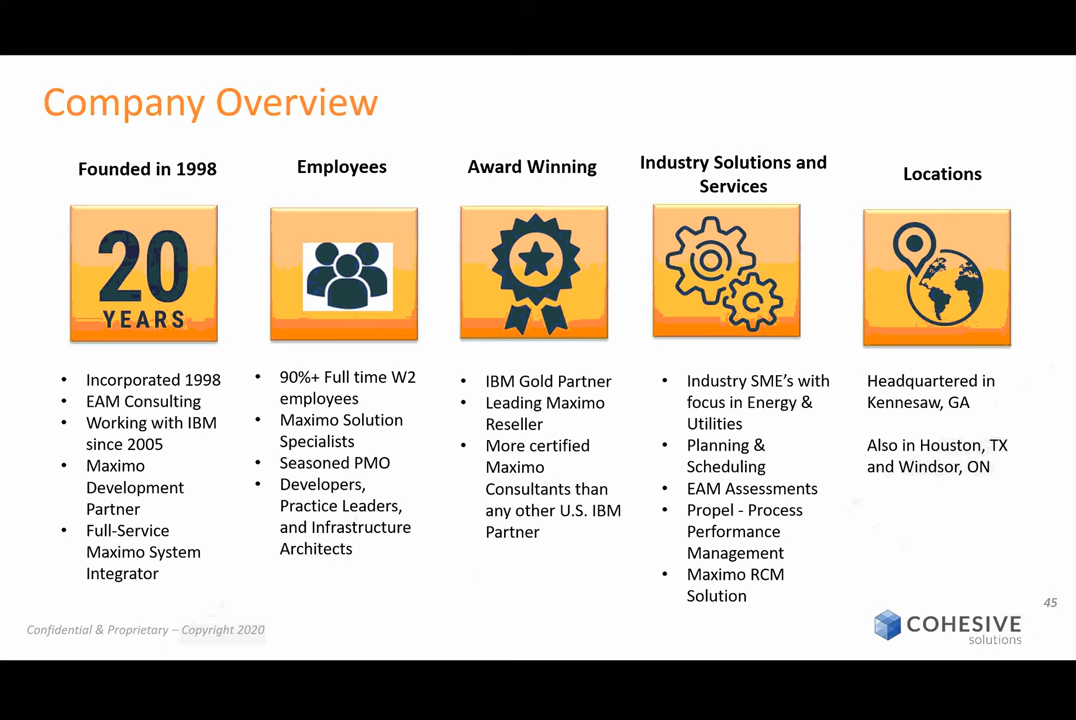 Company Overview
Founded in 1998
20
YEARS
• Incorporated 1998
• EAM Consulting
• Working with IBM
since 2005
• Maximo
Development
Partner
• Full-Service
Maximo System
Integrator
Employees
• 90%+ Full time W2
employees
• Maximo Solution
Specialists
• Seasoned PMO
• Developers,
Practice Leaders,
and Infrastructure
Architects
Award Winning
• IBM Gold Partner
• Leading Maximo
Reseller
• More certified
Maximo
Consultants than
any other U.S. IBM
Partner
Industry Solutions and
Services
• Industry SME's with
focus in Energy &
Utilities
• Planning &
Scheduling
• EAM Assessments
• Propel - Process
Performance
Management
• Maximo RCM
Solution
Locations
Headquartered in
Kennesaw, GA
Also in Houston, TX
and Windsor, ON
45
Confidential & Proprietary – Copyright 2020
COHESIVE
solutions